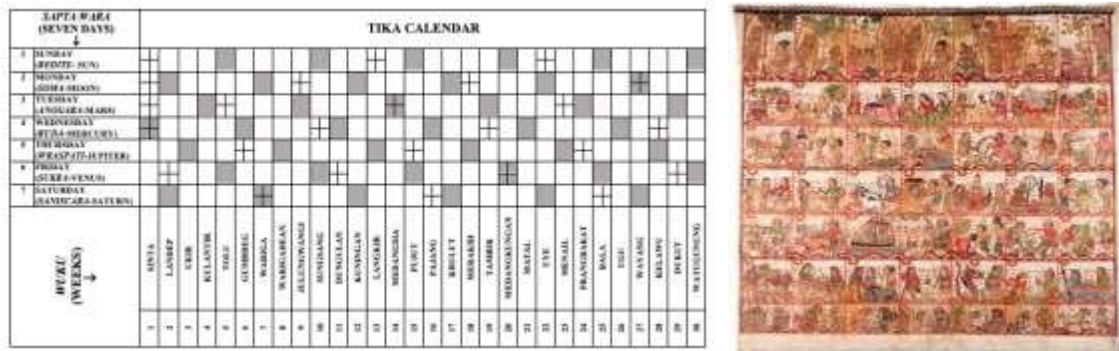 SAPTA WARA
(SEVEN DAYS)
TIKA CALENDAR
1 SUNDAY
(REDITE- SUN)
2 MONDAY
(SOMA-MOON)
3 TUESDAY
(ANGGARA-MARS)
4 WEDNESDAY
(BUDA-MERCURY)
5 THURSDAY
(WRASPATI-JUPITER)
6 FRIDAY
(SUKRA-VENUS)
7 SATURDAY
(SANISCARA-SATURN)
WUKU
(WEEKS)
SINTA
LANDEP
UKIR
KULANTIR
TOLU
GUMBREG
WARIGA
WARIGADEAN
JULUNGWANGI
SUNGSANG
DUNGULAN
KUNINGAN
LANGKIR
MEDANGSIA
PUJUT
PAHANG
KRULUT
MERAKIH
TAMBIR
MEDANGKUNGAN
MATAL
UYE
MENAIL
PRANGBAKAT
BALA
UGU
WAYANG
KELAWU
DUKUT
WATUGUNUNG
1 2 3 4 5 6 7 8 9 10 11 12 13 14 15 16 17 18 19 20 21 22 23 24 25 26 27 28 29 30